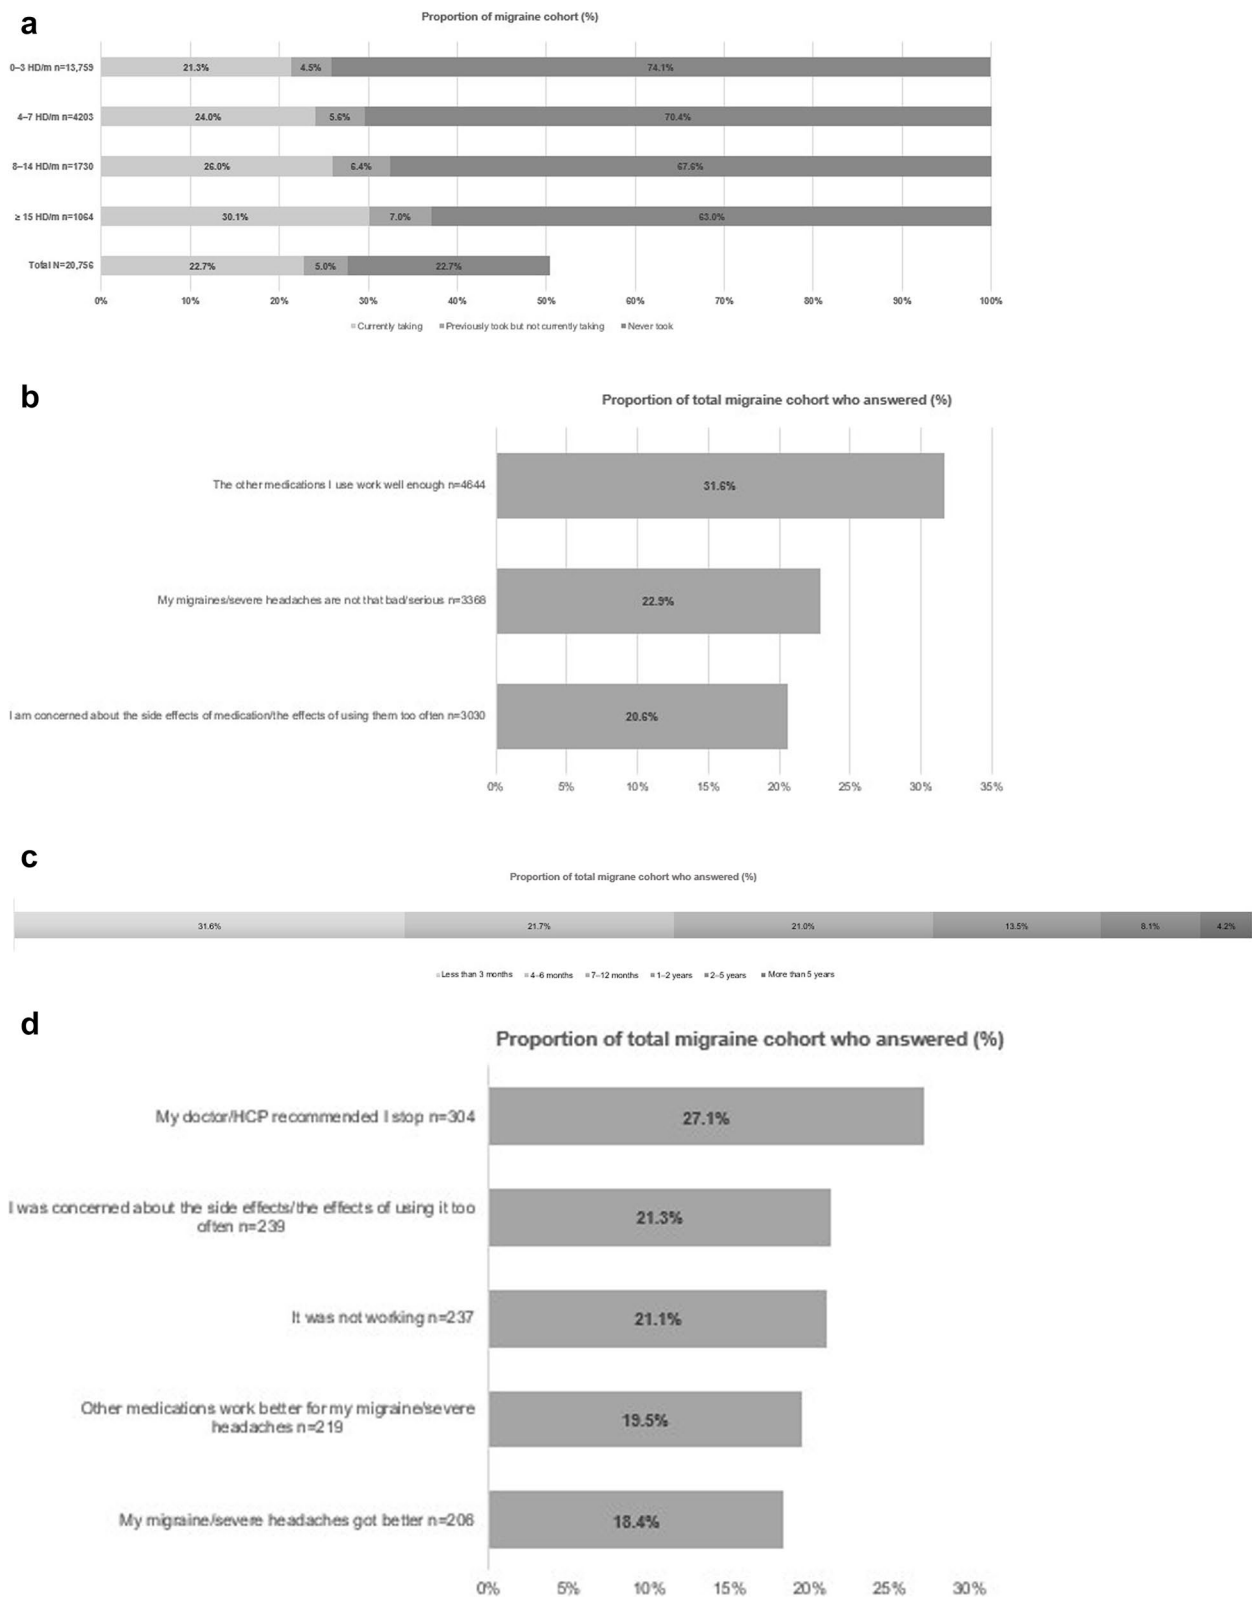 a
Proportion of migraine cohort (%)
0–3 HD/m n=13,759
21.3%
4.5%
74.1%
4–7 HD/m n=4203
24.0%
5.6%
70.4%
8–14 HD/m n=1730
26.0%
6.4%
67.6%
≥ 15 HD/m n=1064
30.1%
7.0%
63.0%
Total N=20,756
22.7%
5.0%
22.7%
0% 10% 20% 30% 40% 50% 60% 70% 80% 90% 100%
Currently taking Previously took but not currently taking Never took
b
Proportion of total migraine cohort who answered (%)
The other medications I use work well enough n=4644
31.6%
My migraines/severe headaches are not that bad/serious n=3368
22.9%
I am concerned about the side effects of medication/the effects of using them too often n=3030
20.6%
0% 5% 10% 15% 20% 25% 30% 35%
c
Proportion of total migrane cohort who answered (%)
31.6% 21.7% 21.0% 13.5% 8.1% 4.2%
Less than 3 months 4–6 months 7–12 months 1–2 years 2–5 years More than 5 years
d
Proportion of total migraine cohort who answered (%)
My doctor/HCP recommended I stop n=304
27.1%
I was concerned about the side effects/the effects of using it too
often n=239
21.3%
It was not working n=237
21.1%
Other medications work better for my migraine/severe
headaches n=219
19.5%
My migraine/severe headaches got better n=206
18.4%
0% 5% 10% 15% 20% 25% 30%